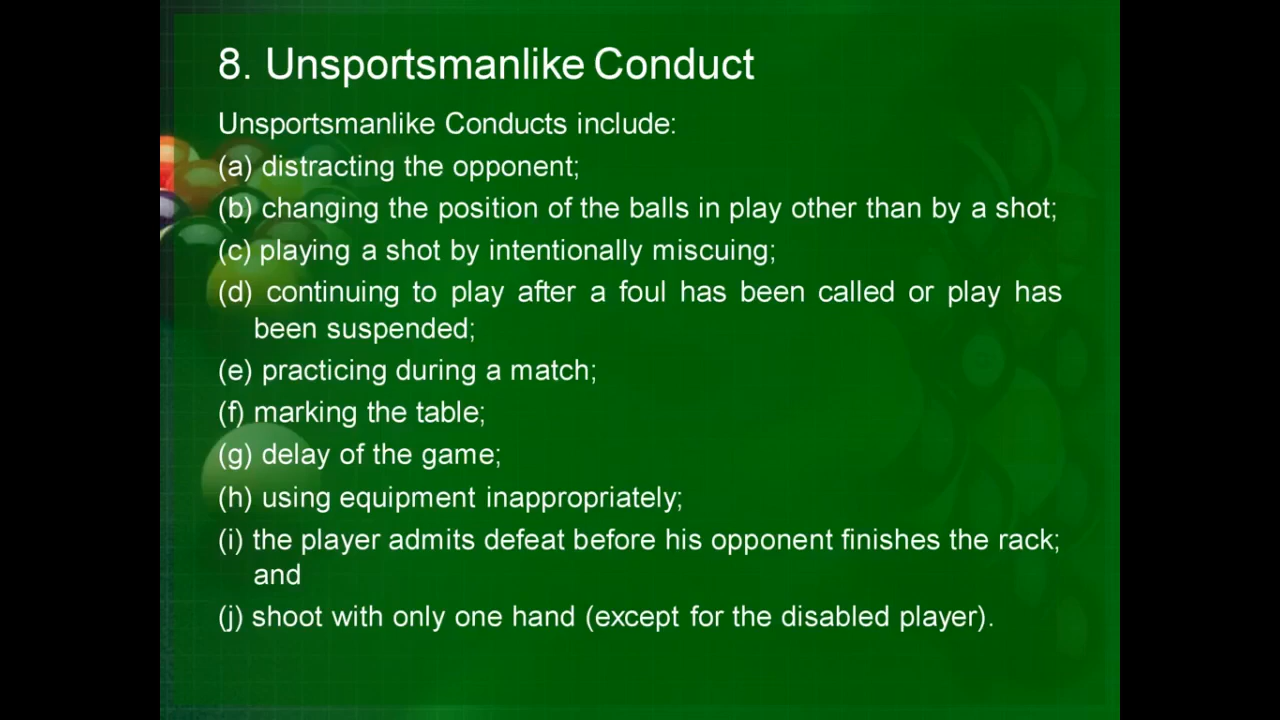 8. Unsportsmanlike Conduct
Unsportsmanlike Conducts include:
(a) distracting the opponent;
(b) changing the position of the balls in play other than by a shot;
(c) playing a shot by intentionally miscuing;
(d) continuing to play after a foul has been called or play has
been suspended;
(e) practicing during a match;
(f) marking the table;
(g) delay of the game;
(h) using equipment inappropriately;
(i) the player admits defeat before his opponent finishes the rack;
and
(j) shoot with only one hand (except for the disabled player).